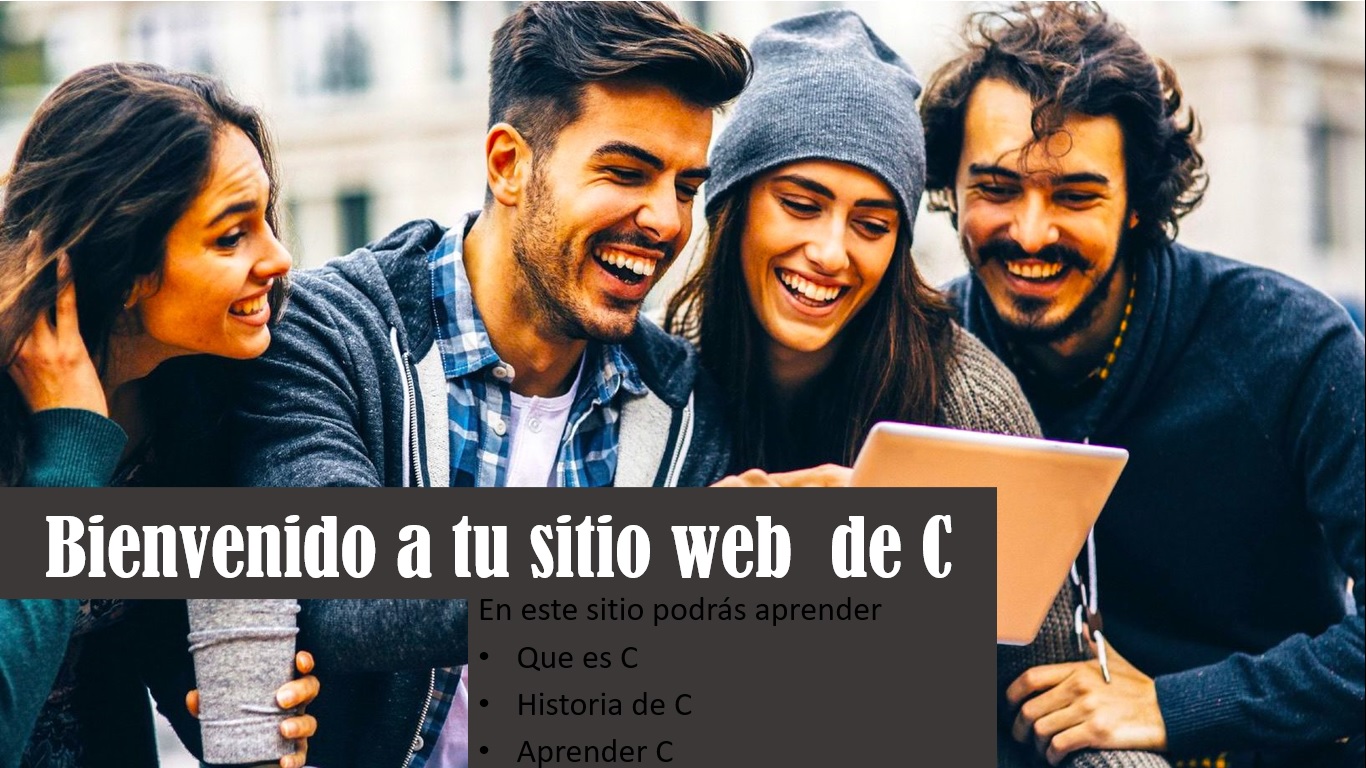 Bienvenido a tu sitio web  de C
En este sitio podrás aprender
• Que es C
• Historia de C
• Aprender C